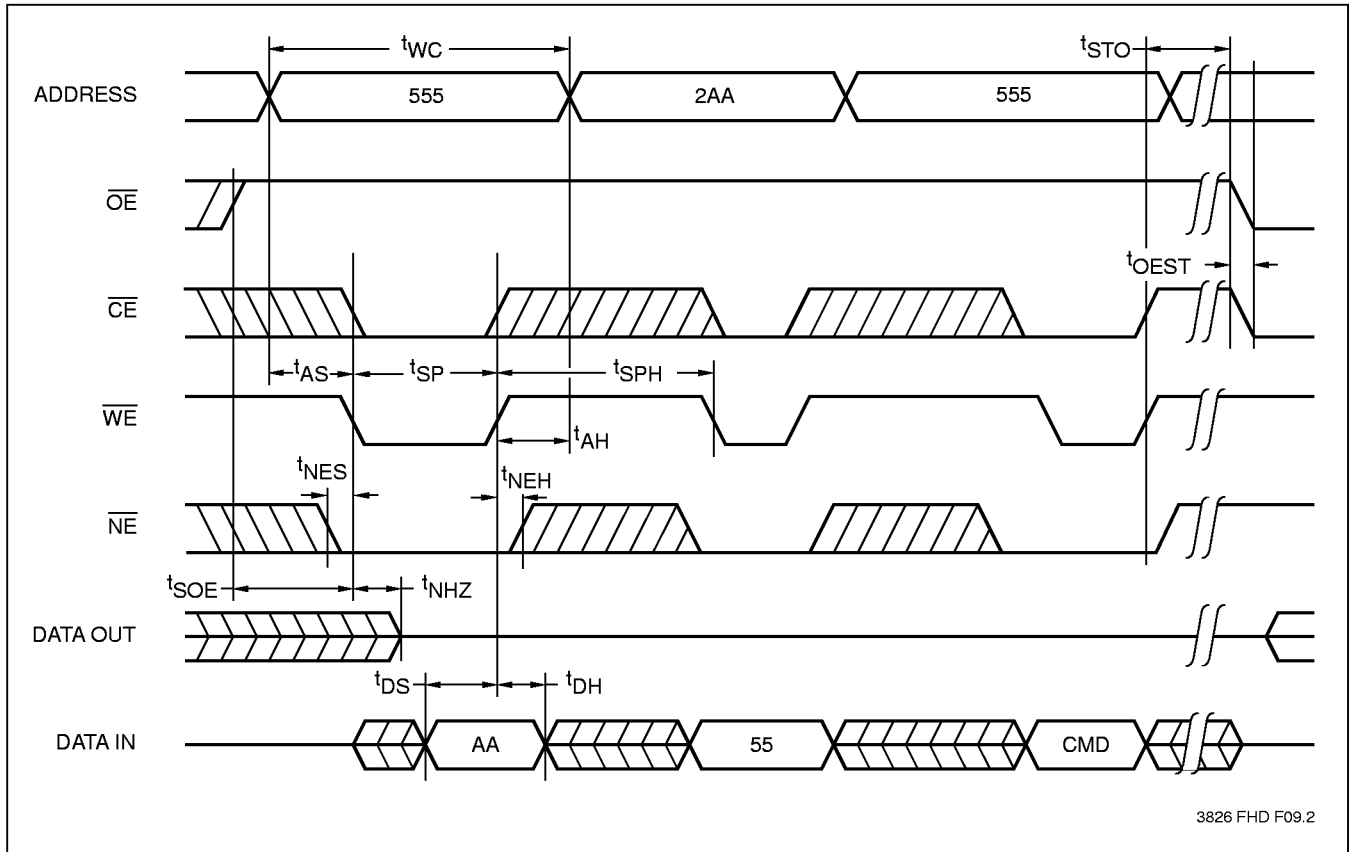 tWC
tSTO
ADDRESS
555
2AA
555
OE
tOEST
CE
tAS
tSP
tSPH
WE
tAH
tNES
tNEH
NE
tSOE
tNHZ
DATA OUT
tDS
tDH
DATA IN
AA
55
CMD
3826 FHD F09.2